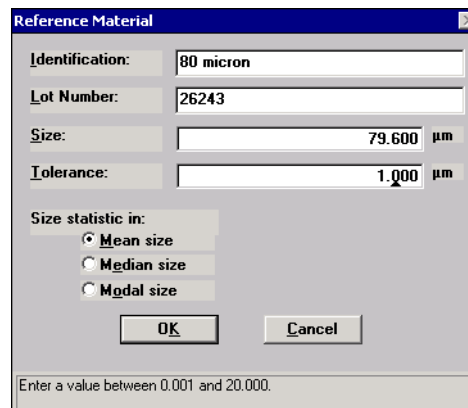 Reference Material
Identification: 80 micron
Lot Number: 26243
Size: 79.600 µm
Tolerance: 1.000 µm
Size statistic in:
Mean size
Median size
Modal size
OK Cancel
Enter a value between 0.001 and 20.000.